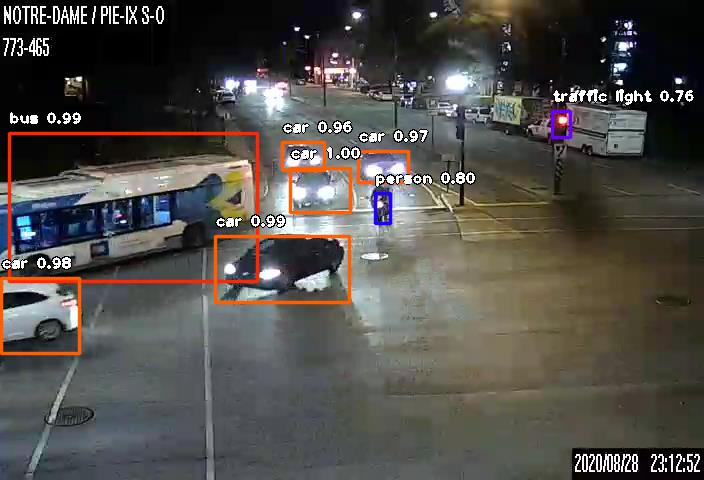 NOTRE-DAME / PIE-IX S-O
773-465
traffic light 0.76
bus 0.99
car 0.96
car 0.97
car 1.00
person 0.80
car 0.99
car 0.98
2020/08/28 23:12:52